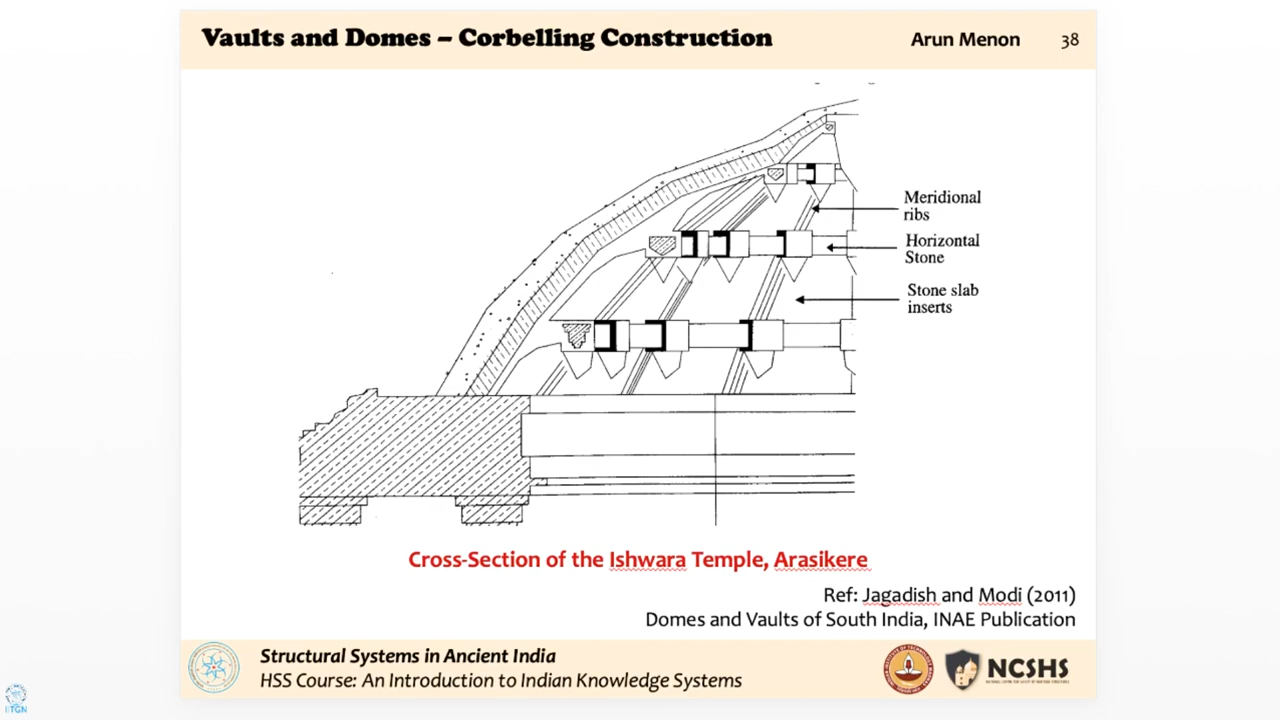 Vaults and Domes – Corbelling Construction
Arun Menon
38
Meridional
ribs
Horizontal
Stone
Stone slab
inserts
Cross-Section of the Ishwara Temple, Arasikere
Ref: Jagadish and Modi (2011)
Domes and Vaults of South India, INAE Publication
Structural Systems in Ancient India
HSS Course: An Introduction to Indian Knowledge Systems
NCSHS
IITGN